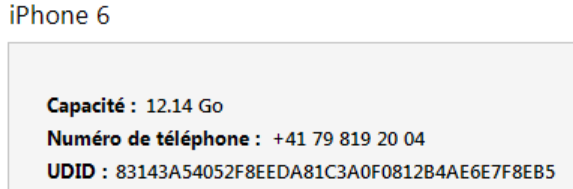 iPhone 6
Capacité : 12.14 Go
Numéro de téléphone : +41 79 819 20 04
UDID : 83143A54052F8EEDA81C3A0F0812B4AE6E7F8EB5